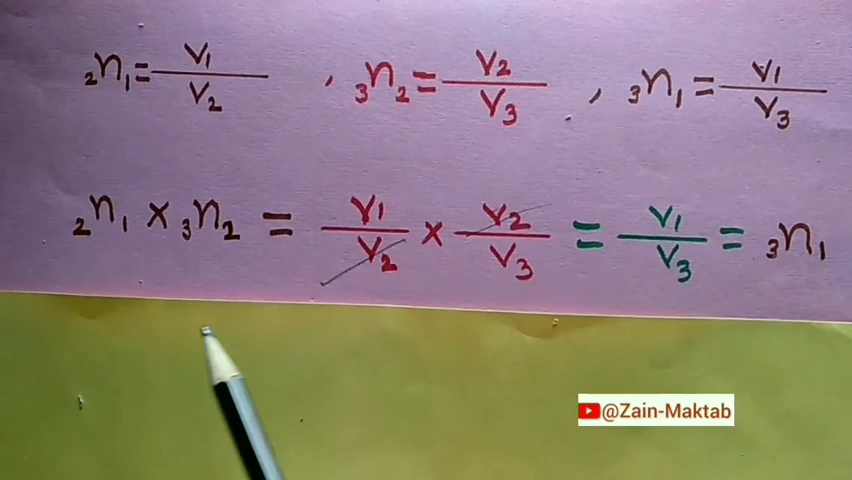 ₂n₁ = v₁/v₂ , ₃n₂ = v₂/v₃ , ₃n₁ = v₁/v₃
₂n₁ × ₃n₂ = v₁/v₂ × v₂/v₃ = v₁/v₃ = ₃n₁
@Zain-Maktab